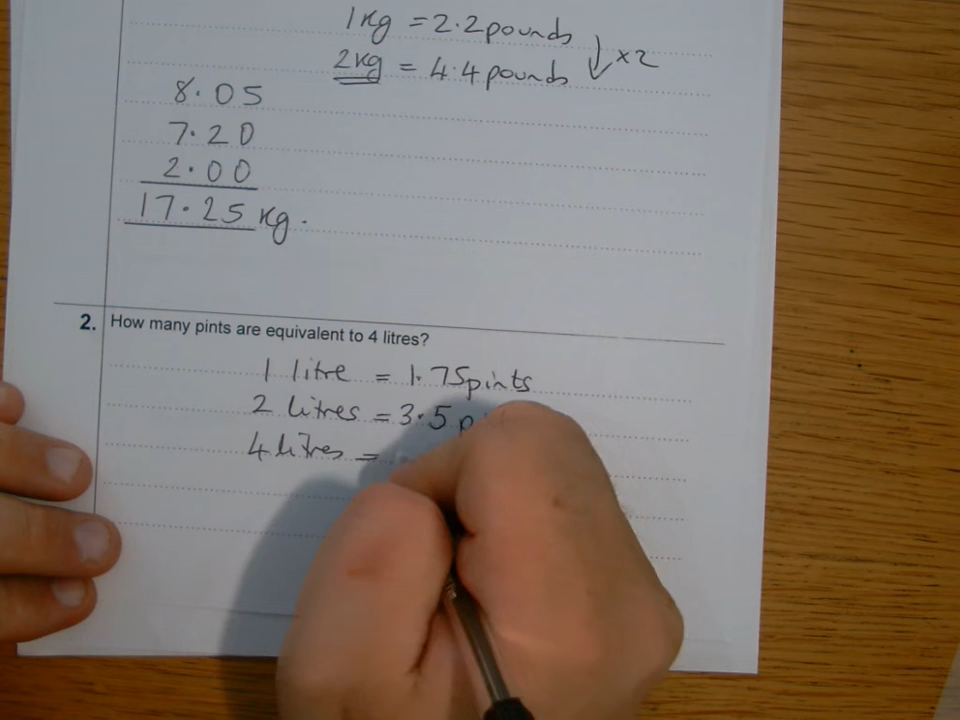 1kg = 2.2 pounds
2kg = 4.4 pounds
×2
8.05
7.20
2.00
17.25 kg.
2. How many pints are equivalent to 4 litres?
1 litre = 1.75 pints
2 litres = 3.5
4 litres =